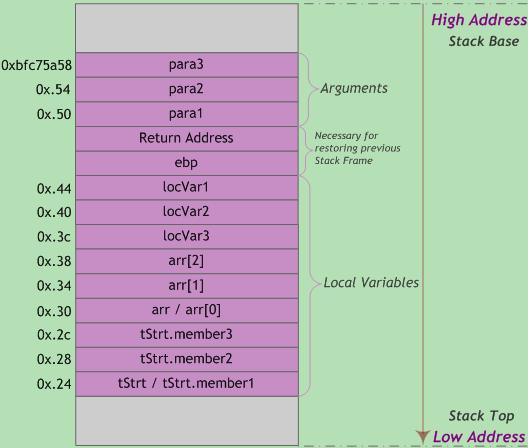 High Address
Stack Base
0xbfc75a58 para3
0x.54 para2
Arguments
0x.50 para1
Return Address
Necessary for
restoring previous
Stack Frame
ebp
0x.44 locVar1
0x.40 locVar2
0x.3c locVar3
0x.38 arr[2]
0x.34 arr[1]
Local Variables
0x.30 arr / arr[0]
0x.2c tStrt.member3
0x.28 tStrt.member2
0x.24 tStrt / tStrt.member1
Stack Top
Low Address